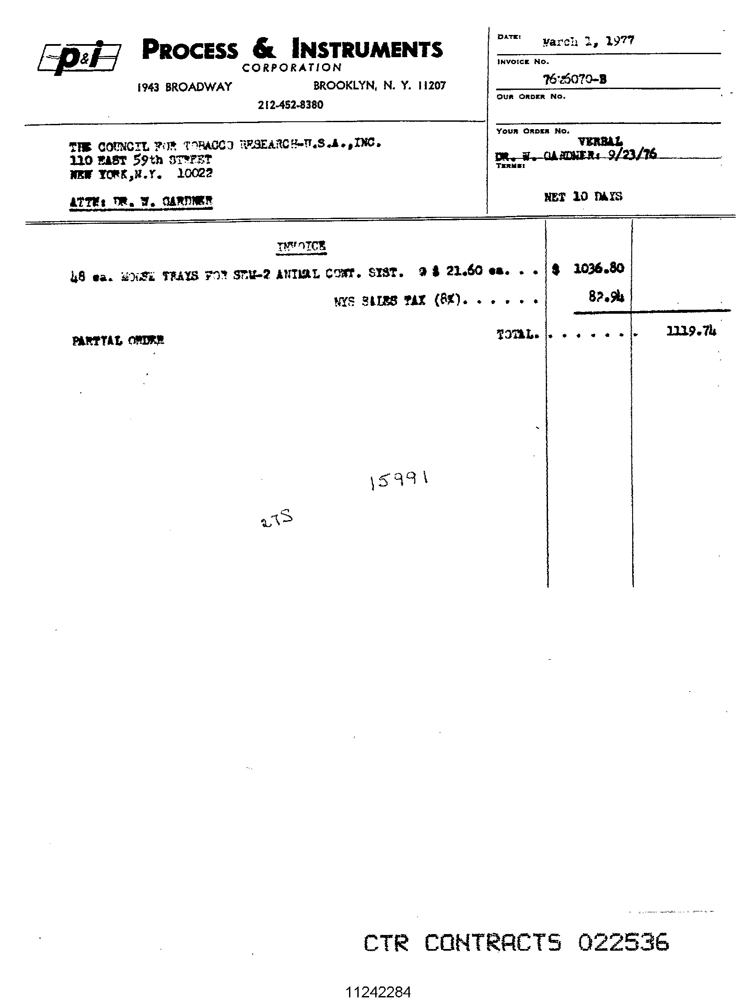 p&i PROCESS & INSTRUMENTS
CORPORATION
1943 BROADWAY BROOKLYN, N. Y. 11207
212-452-8380
DATE: March 1, 1977
INVOICE NO.
-B
OUR ORDER NO.
YOUR ORDER NO.
VERBAL
DR. W. GARDNER: 9/23/76
TERMS:
NET 10 DAYS
THE COUNCIL FOR TOBACCO RESEARCH-U.S.A.,INC.
110 EAST 59th STREET
NEW YORK,N.Y. 10022
ATTN: DR. W. GARDNER
INVOICE
48 ea. MOUSE TRAYS FOR SEM-2 ANIMAL CONT. SYST. @ $ 21.60 ea. . . $ 1036.80
NYS SALES TAX (8%). . . . . . 82.94
PARTIAL ORDER TOTAL. . . . . . . . 1119.74
15991
2TS
CTR CONTRACTS 022536
11242284